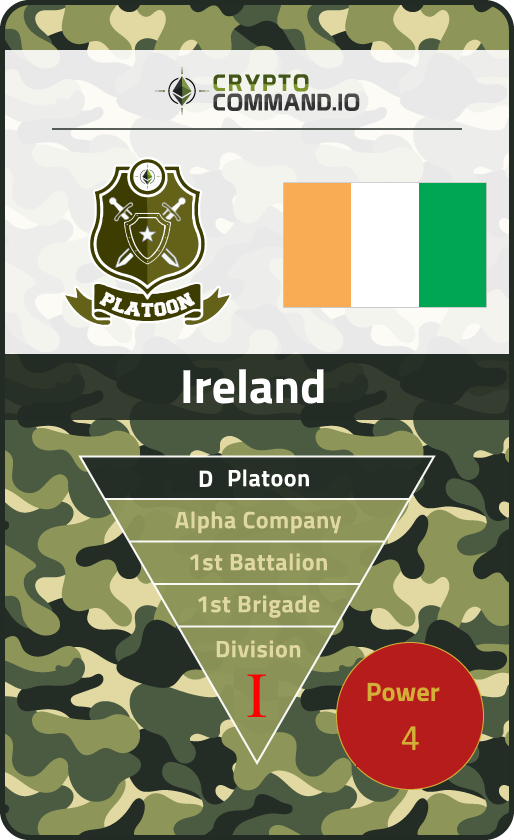 CRYPTO
COMMAND.IO
PLATOON
Ireland
D Platoon
Alpha Company
1st Battalion
1st Brigade
Division
I
Power
4